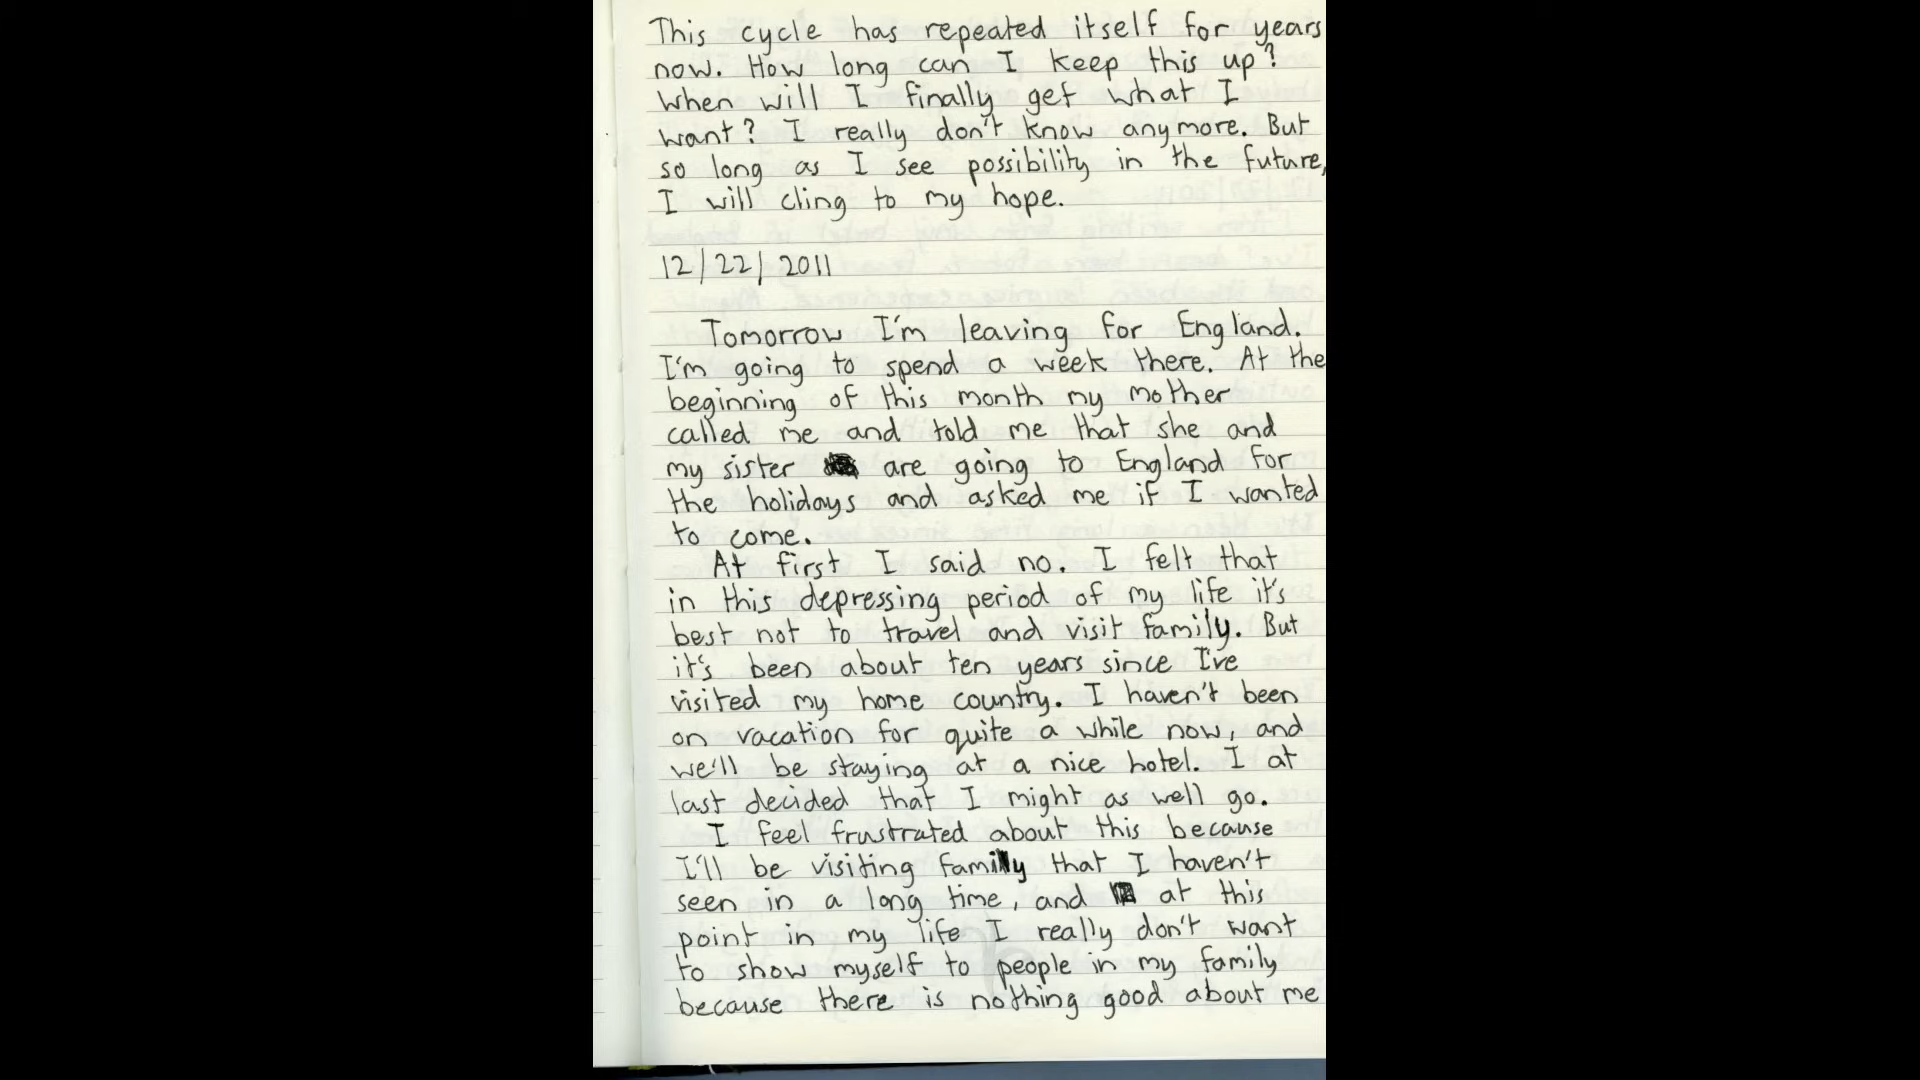 This cycle has repeated itself for years
now. How long can I keep this up?
When will I finally get what I
want? I really don't know anymore. But
so long as I see possibility in the future,
I will cling to my hope.
12/22/2011
Tomorrow I'm leaving for England.
I'm going to spend a week there. At the
beginning of this month my mother
called me and told me that she and
my sister are going to England for
the holidays and asked me if I wanted
to come.
At first I said no. I felt that
in this depressing period of my life it's
best not to travel and visit family. But
it's been about ten years since I've
visited my home country. I haven't been
on vacation for quite a while now, and
we'll be staying at a nice hotel. I at
last decided that I might as well go.
I feel frustrated about this because
I'll be visiting family that I haven't
seen in a long time, and at this
point in my life I really don't want
to show myself to people in my family
because there is nothing good about me